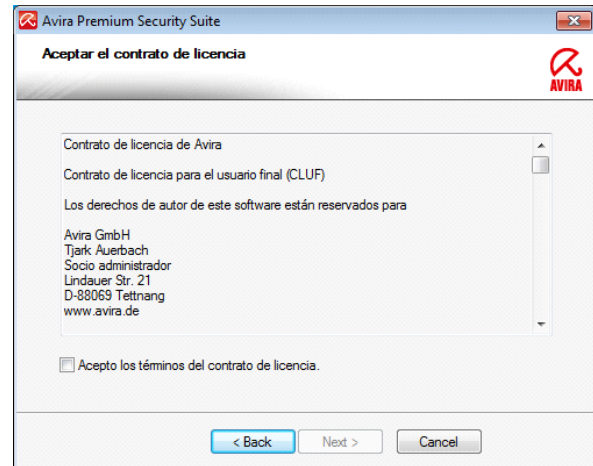 Avira Premium Security Suite
Aceptar el contrato de licencia
AVIRA
Contrato de licencia de Avira
Contrato de licencia para el usuario final (CLUF)
Los derechos de autor de este software están reservados para
Avira GmbH
Tjark Auerbach
Socio administrador
Lindauer Str. 21
D-88069 Tettnang
www.avira.de
Acepto los términos del contrato de licencia.
< Back
Next >
Cancel